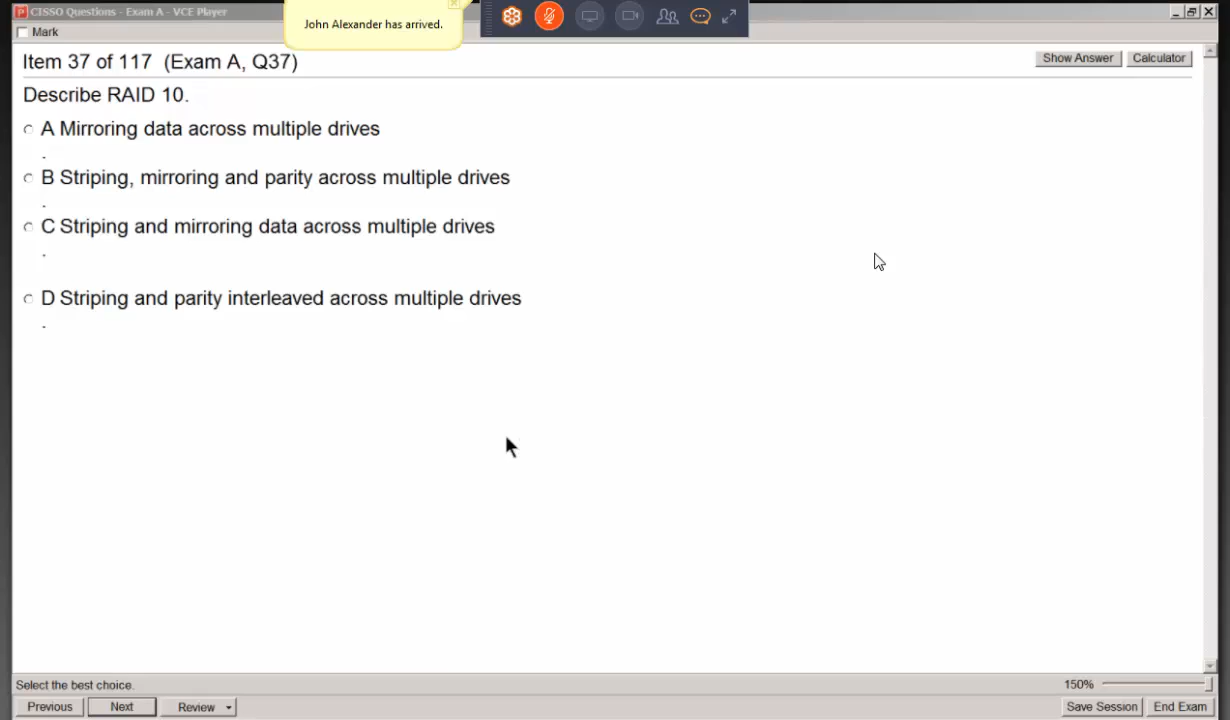 CISSO Questions - Exam A - VCE Player
John Alexander has arrived.
Mark
Item 37 of 117 (Exam A, Q37)
Show Answer
Calculator
Describe RAID 10.
A Mirroring data across multiple drives
.
B Striping, mirroring and parity across multiple drives
.
C Striping and mirroring data across multiple drives
.
D Striping and parity interleaved across multiple drives
.
Select the best choice.
150%
Previous
Next
Review
Save Session
End Exam